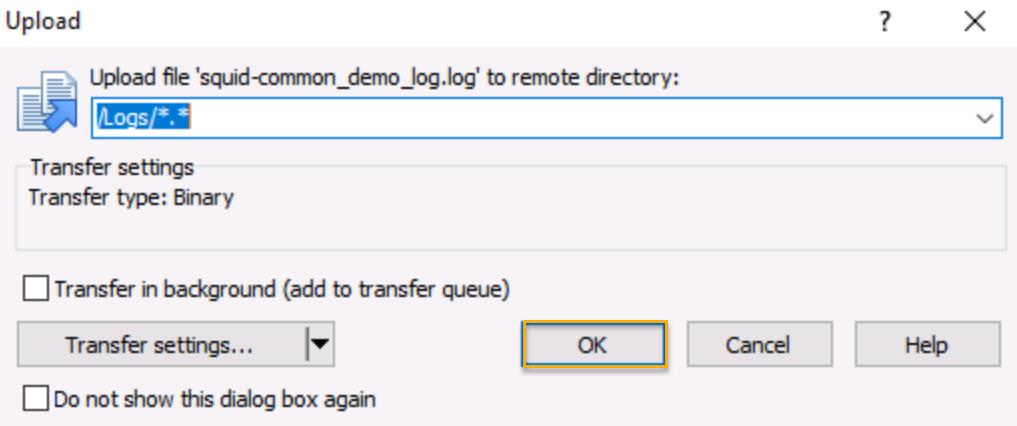 Upload ?
Upload file 'squid-common_demo_log.log' to remote directory:
/Logs/*.*
Transfer settings
Transfer type: Binary
Transfer in background (add to transfer queue)
Transfer settings... OK Cancel Help
Do not show this dialog box again